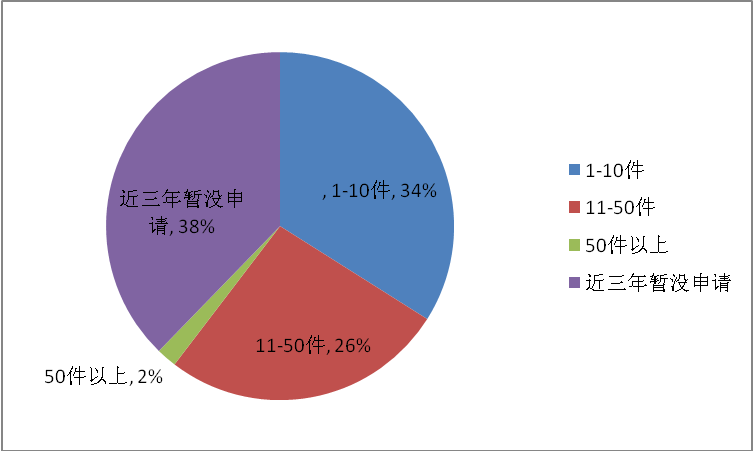 , 1-10件, 34%
11-50件, 26%
50件以上, 2%
近三年暂没申
请, 38%
1-10件
11-50件
50件以上
近三年暂没申请